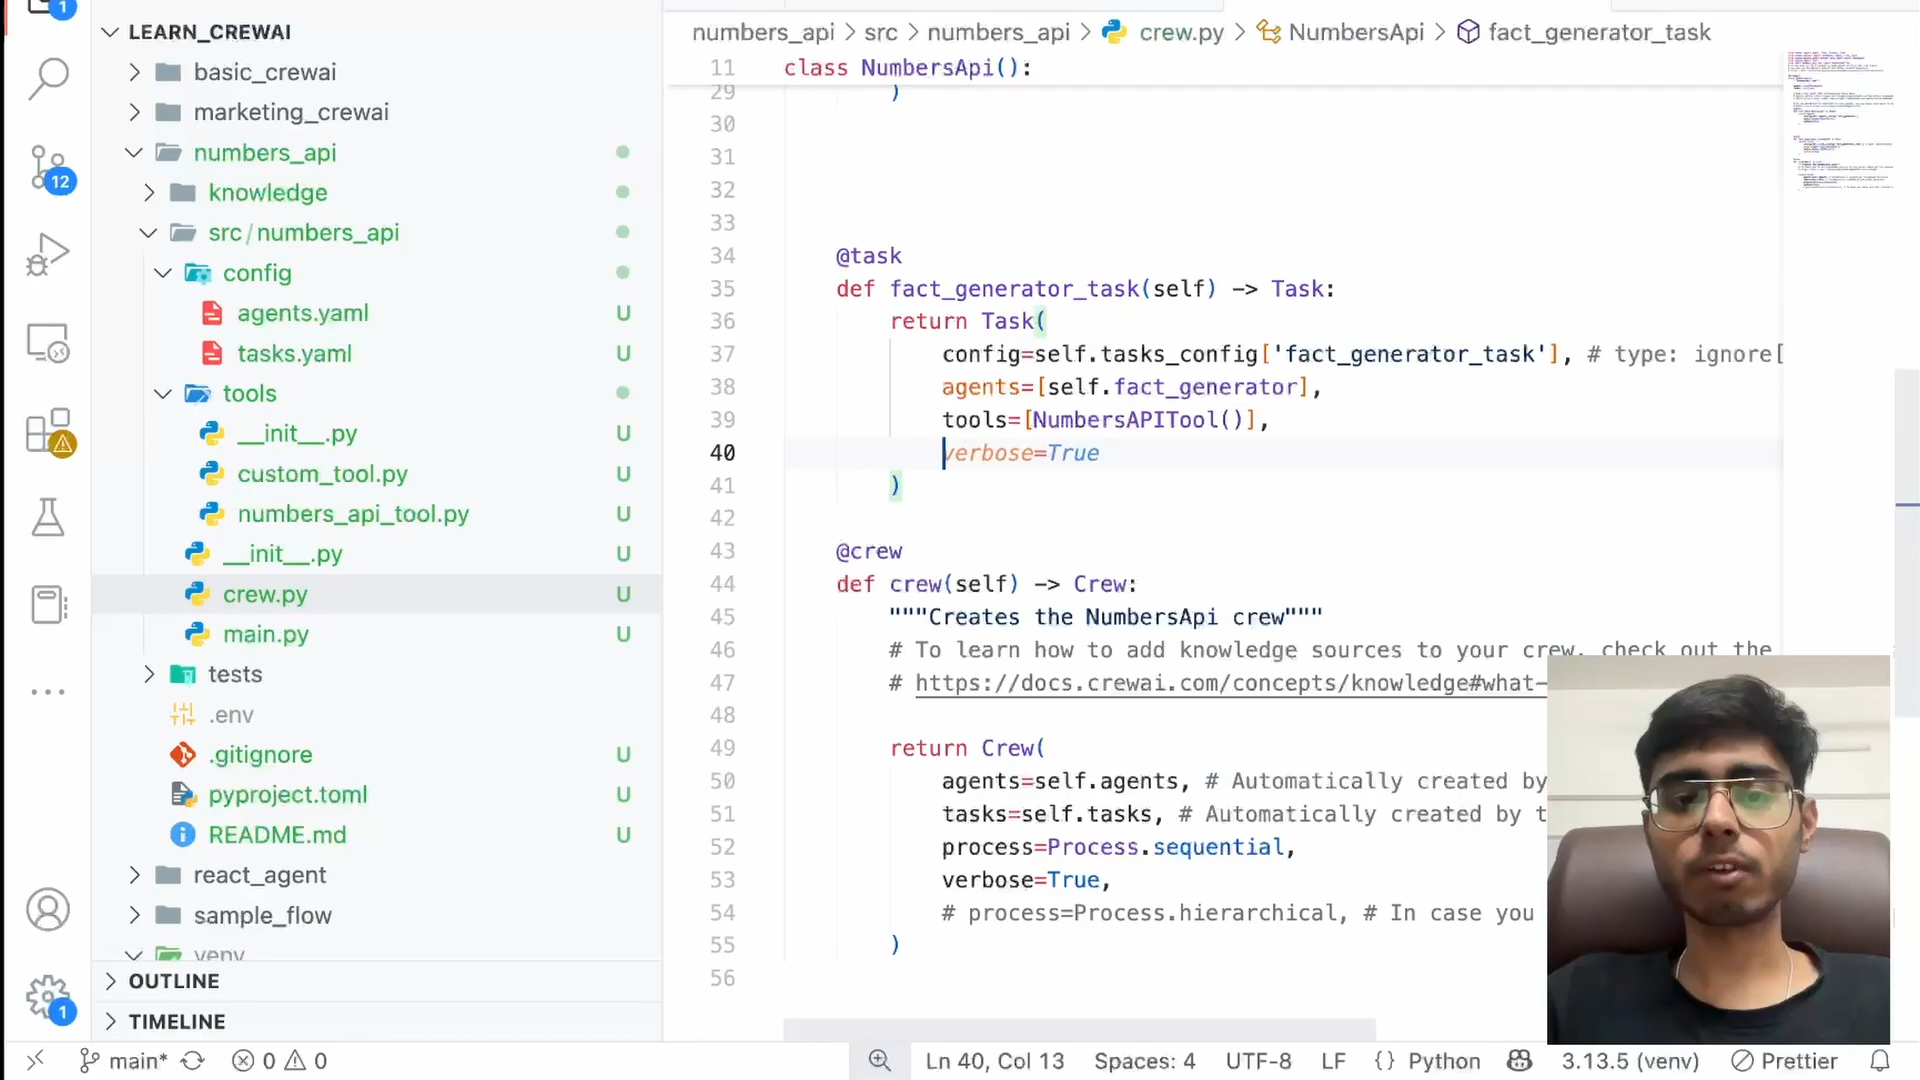 1
LEARN_CREWAI
basic_crewai
marketing_crewai
numbers_api
knowledge
12
src/numbers_api
config
agents.yaml U
tasks.yaml U
tools
__init__.py U
custom_tool.py U
numbers_api_tool.py U
__init__.py U
crew.py U
main.py U
tests
.env
.gitignore U
pyproject.toml U
README.md U
react_agent
sample_flow
venv
OUTLINE
1
TIMELINE
numbers_api > src > numbers_api > crew.py > NumbersApi > fact_generator_task
11 class NumbersApi():
29 )
30
31
32
33
34 @task
35 def fact_generator_task(self) -> Task:
36 return Task(
37 config=self.tasks_config['fact_generator_task'], # type: ignore[
38 agents=[self.fact_generator],
39 tools=[NumbersAPITool()],
40 verbose=True
41 )
42
43 @crew
44 def crew(self) -> Crew:
45 """Creates the NumbersApi crew"""
46 # To learn how to add knowledge sources to your crew, check out the
47 # https://docs.crewai.com/concepts/knowledge#what-
48
49 return Crew(
50 agents=self.agents, # Automatically created by
51 tasks=self.tasks, # Automatically created by t
52 process=Process.sequential,
53 verbose=True,
54 # process=Process.hierarchical, # In case you
55 )
56
main* 0 0 Ln 40, Col 13 Spaces: 4 UTF-8 LF {} Python 3.13.5 (venv) Prettier